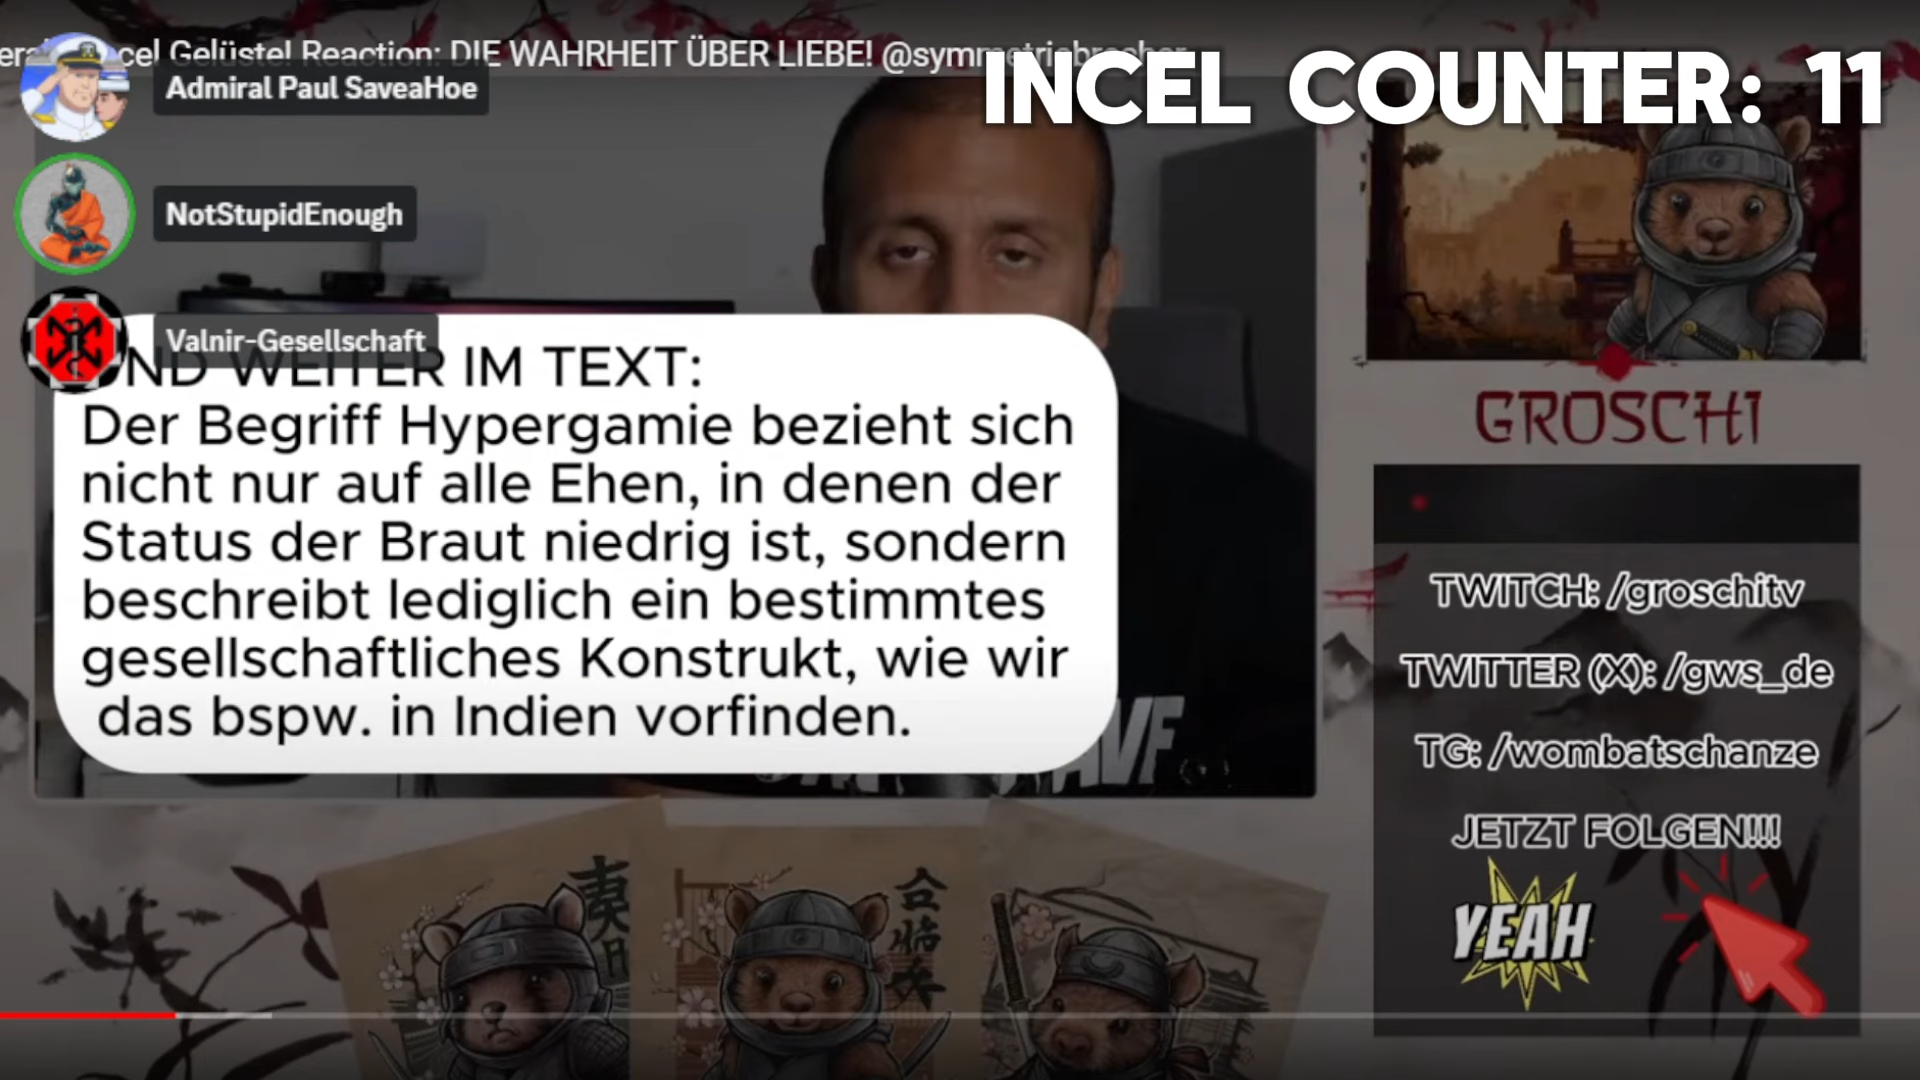 cel Gelüste! Reaction: DIE WAHRHEIT ÜBER LIEBE!
INCEL COUNTER: 11
Admiral Paul SaveaHoe
NotStupidEnough
Valnir-Gesellschaft
WEITER IM TEXT:
Der Begriff Hypergamie bezieht sich
nicht nur auf alle Ehen, in denen der
Status der Braut niedrig ist, sondern
beschreibt lediglich ein bestimmtes
gesellschaftliches Konstrukt, wie wir
das bspw. in Indien vorfinden.
GROSCHI
TWITCH: /groschitv
TWITTER (X): /gws_de
TG: /wombatschanze
JETZT FOLGEN!!!
YEAH